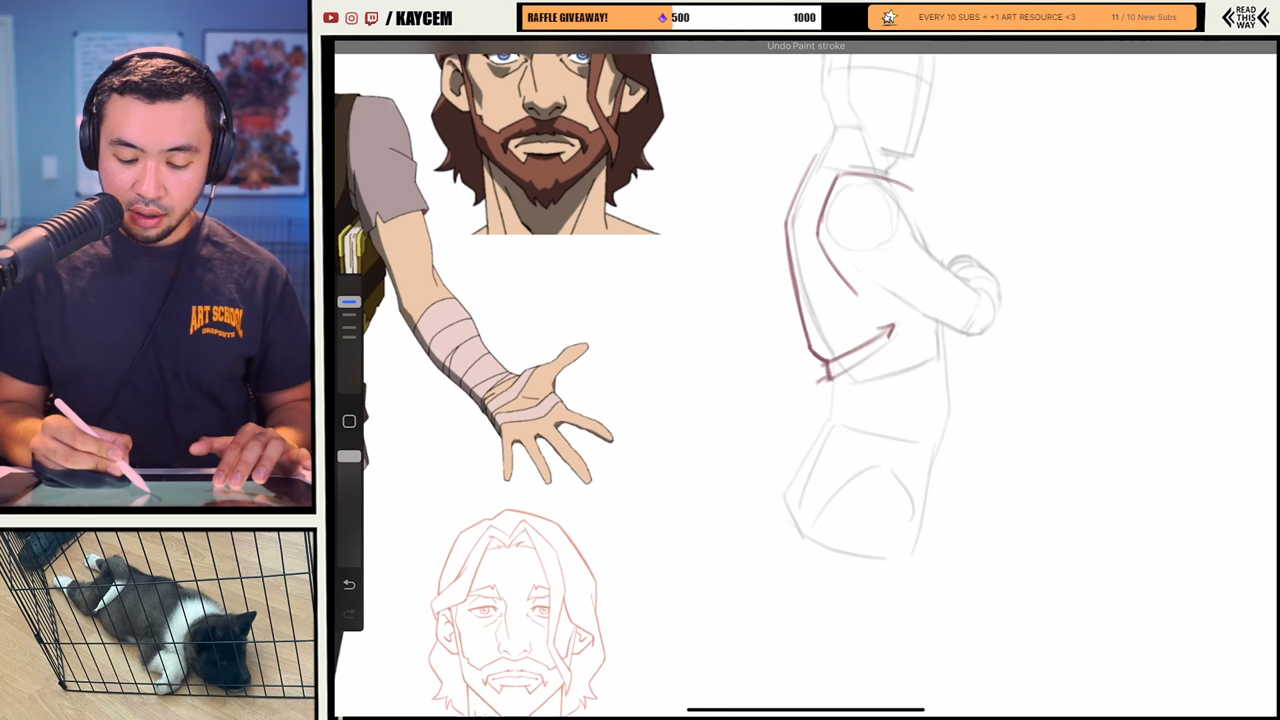 / KAYCEM
RAFFLE GIVEAWAY!
500
1000
EVERY 10 SUBS = +1 ART RESOURCE <3
11 / 10 New Subs
READ
THIS
WAY
Undo Paint stroke
ART SCHOOL
DROPOUTS